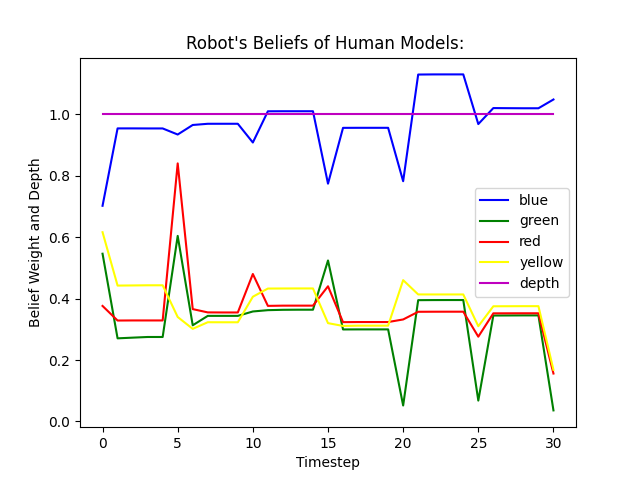 Robot's Beliefs of Human Models:
Belief Weight and Depth
1.0
0.8
0.6
0.4
0.2
0.0
blue
green
red
yellow
depth
0 5 10 15 20 25 30
Timestep